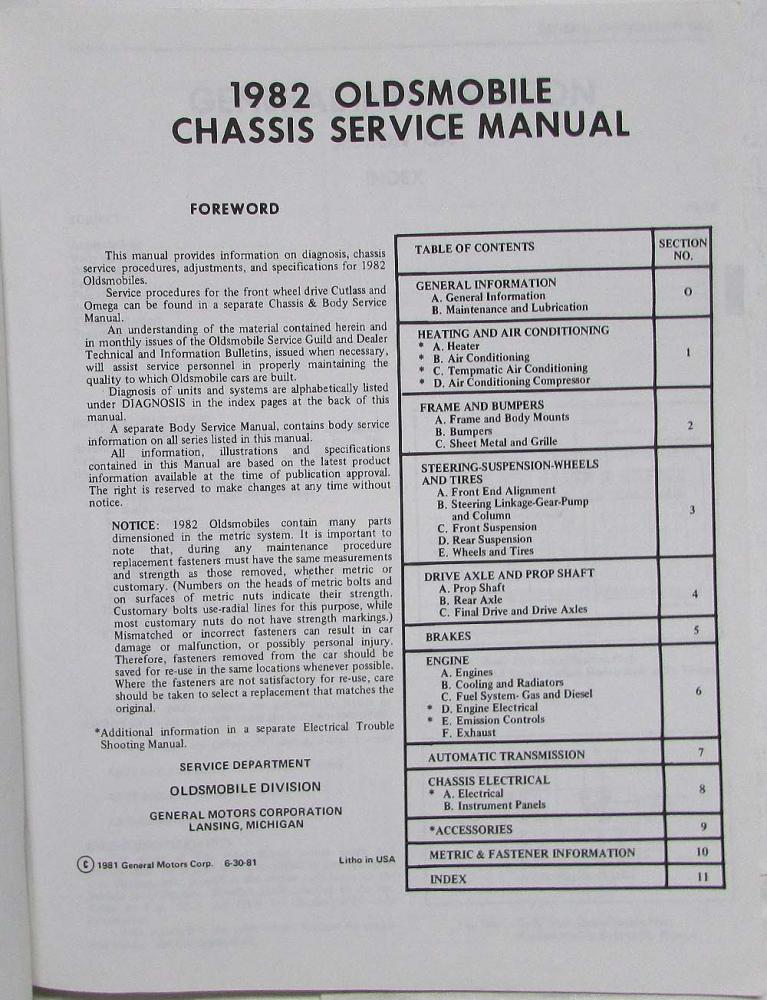 1982 OLDSMOBILE
CHASSIS SERVICE MANUAL
FOREWORD
This manual provides information on diagnosis, chassis
service procedures, adjustments, and specifications for 1982
Oldsmobiles.
Service procedures for the front wheel drive Cutlass and
Omega can be found in a separate Chassis & Body Service
Manual.
An understanding of the material contained herein and
in monthly issues of the Oldsmobile Service Guild and Dealer
Technical and Information Bulletins, issued when necessary,
will assist service personnel in properly maintaining the
quality to which Oldsmobile cars are built.
Diagnosis of units and systems are alphabetically listed
under DIAGNOSIS in the index pages at the back of this
manual.
A separate Body Service Manual, contains body service
information on all series listed in this manual.
All information, illustrations and specifications
contained in this Manual are based on the latest product
information available at the time of publication approval.
The right is reserved to make changes at any time without
notice.
NOTICE: 1982 Oldsmobiles contain many parts
dimensioned in the metric system. It is important to
note that, during any maintenance procedure
replacement fasteners must have the same measurements
and strength as those removed, whether metric or
customary. (Numbers on the heads of metric bolts and
on surfaces of metric nuts indicate their strength.
Customary bolts use-radial lines for this purpose, while
most customary nuts do not have strength markings.)
Mismatched or incorrect fasteners can result in car
damage or malfunction, or possibly personal injury.
Therefore, fasteners removed from the car should be
saved for re-use in the same locations whenever possible.
Where the fasteners are not satisfactory for re-use, care
should be taken to select a replacement that matches the
original.
*Additional information in a separate Electrical Trouble
Shooting Manual.
SERVICE DEPARTMENT
OLDSMOBILE DIVISION
GENERAL MOTORS CORPORATION
LANSING, MICHIGAN
© 1981 General Motors Corp. 6-30-81 Litho in USA
TABLE OF CONTENTS SECTION
NO.
GENERAL INFORMATION 0
A. General Information
B. Maintenance and Lubrication
HEATING AND AIR CONDITIONING 1
* A. Heater
* B. Air Conditioning
* C. Tempmatic Air Conditioning
* D. Air Conditioning Compressor
FRAME AND BUMPERS 2
A. Frame and Body Mounts
B. Bumpers
C. Sheet Metal and Grille
STEERING-SUSPENSION-WHEELS
AND TIRES 3
A. Front End Alignment
B. Steering Linkage-Gear-Pump
and Column
C. Front Suspension
D. Rear Suspension
E. Wheels and Tires
DRIVE AXLE AND PROP SHAFT 4
A. Prop Shaft
B. Rear Axle
C. Final Drive and Drive Axles
BRAKES 5
ENGINE 6
A. Engines
B. Cooling and Radiators
C. Fuel System- Gas and Diesel
* D. Engine Electrical
* E. Emission Controls
F. Exhaust
AUTOMATIC TRANSMISSION 7
CHASSIS ELECTRICAL 8
* A. Electrical
B. Instrument Panels
*ACCESSORIES 9
METRIC & FASTENER INFORMATION 10
INDEX 11